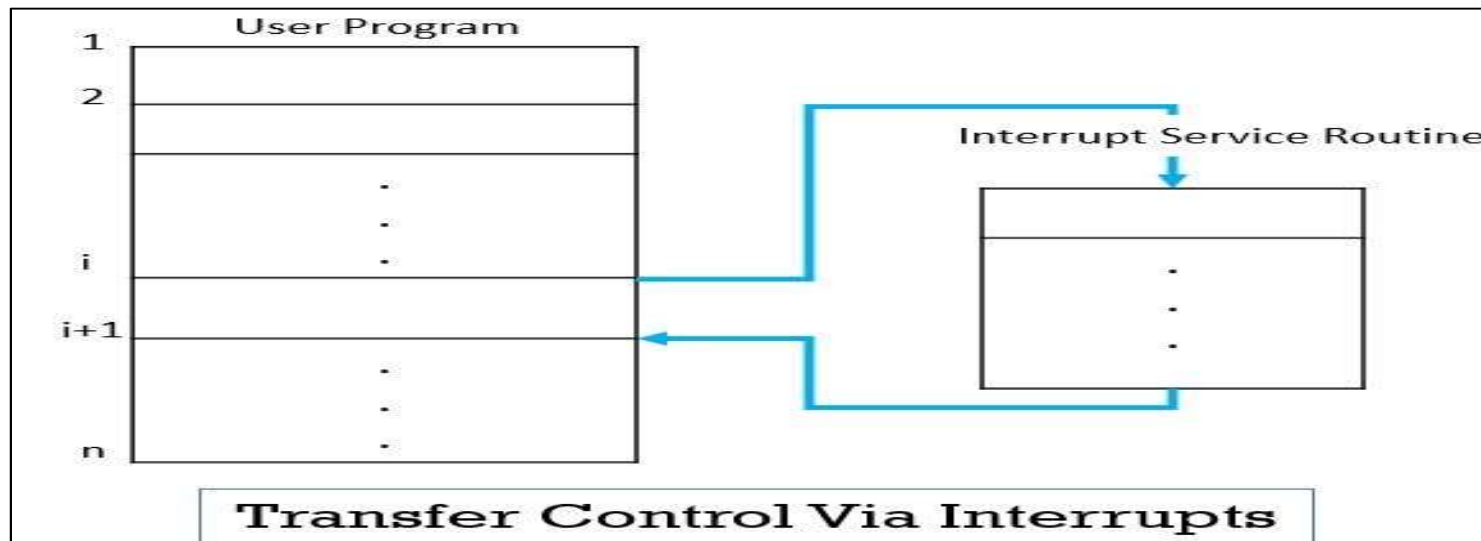 User Program
1
2
i
i+1
n
Interrupt Service Routine
Transfer Control Via Interrupts